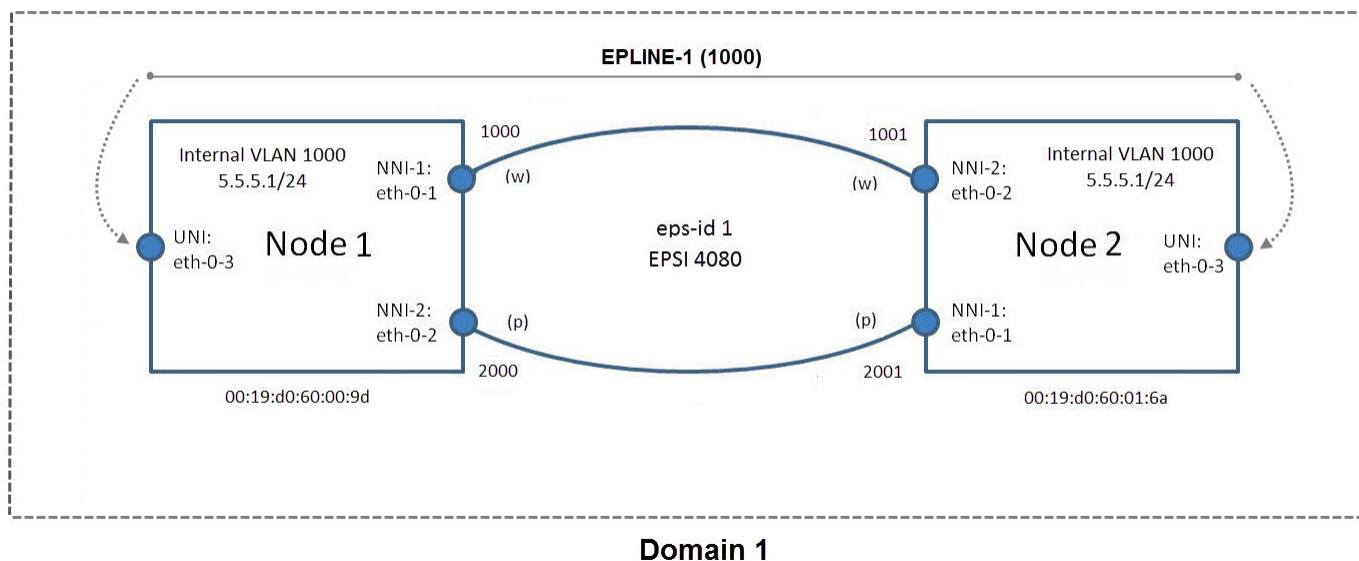 EPLINE-1 (1000)
Internal VLAN 1000
5.5.5.1/24
NNI-1:
eth-0-1
1000
(w)
1001
(w)
NNI-2:
eth-0-2
Internal VLAN 1000
5.5.5.1/24
UNI:
eth-0-3
Node 1
eps-id 1
EPSI 4080
Node 2
UNI:
eth-0-3
NNI-2:
eth-0-2
(p)
2000
(p)
2001
NNI-1:
eth-0-1
00:19:d0:60:00:9d
00:19:d0:60:01:6a
Domain 1